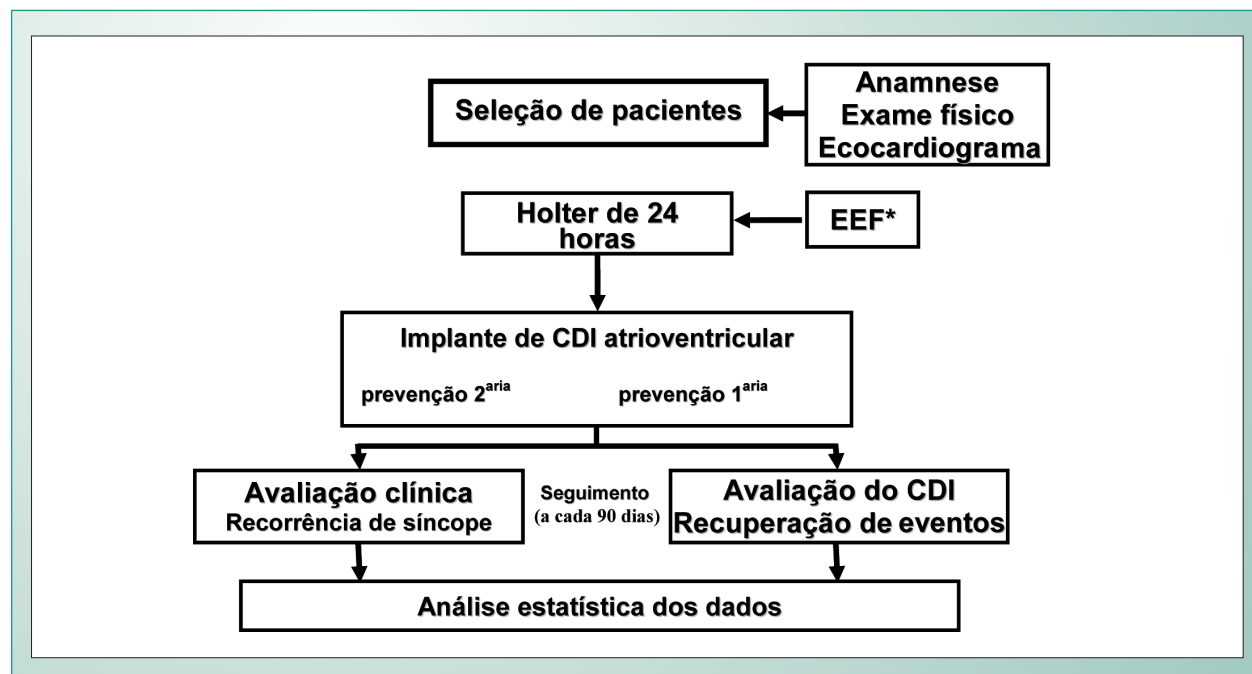 Seleção de pacientes
Anamnese
Exame físico
Ecocardiograma
Holter de 24
horas
EEF*
Implante de CDI atrioventricular
prevenção 2ᵃʳⁱᵃ prevenção 1ᵃʳⁱᵃ
Avaliação clínica
Recorrência de síncope
Seguimento
(a cada 90 dias)
Avaliação do CDI
Recuperação de eventos
Análise estatística dos dados